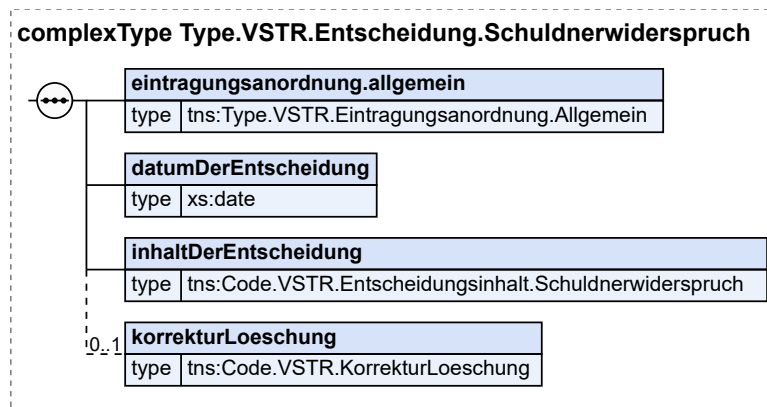 complexType Type.VSTR.Entscheidung.Schuldnerwiderspruch
eintragungsanordnung.allgemein
type tns:Type.VSTR.Eintragungsanordnung.Allgemein
datumDerEntscheidung
type xs:date
inhaltDerEntscheidung
type tns:Code.VSTR.Entscheidungsinhalt.Schuldnerwiderspruch
0..1 korrekturLoeschung
type tns:Code.VSTR.KorrekturLoeschung